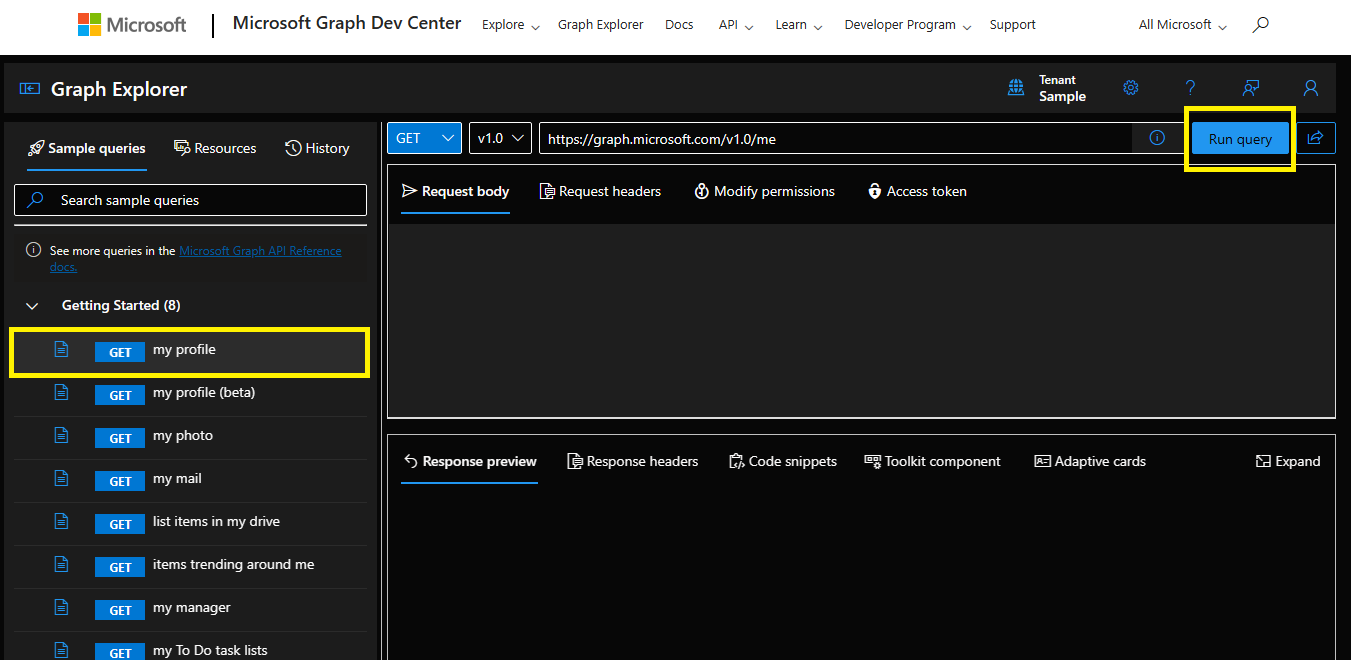 Microsoft | Microsoft Graph Dev Center Explore Graph Explorer Docs API Learn Developer Program Support All Microsoft
Graph Explorer
Tenant
Sample
?
Sample queries Resources History
Search sample queries
See more queries in the Microsoft Graph API Reference
docs.
Getting Started (8)
GET my profile
GET my profile (beta)
GET my photo
GET my mail
GET list items in my drive
GET items trending around me
GET my manager
GET my To Do task lists
GET v1.0 https://graph.microsoft.com/v1.0/me Run query
Request body Request headers Modify permissions Access token
Response preview Response headers Code snippets Toolkit component Adaptive cards Expand